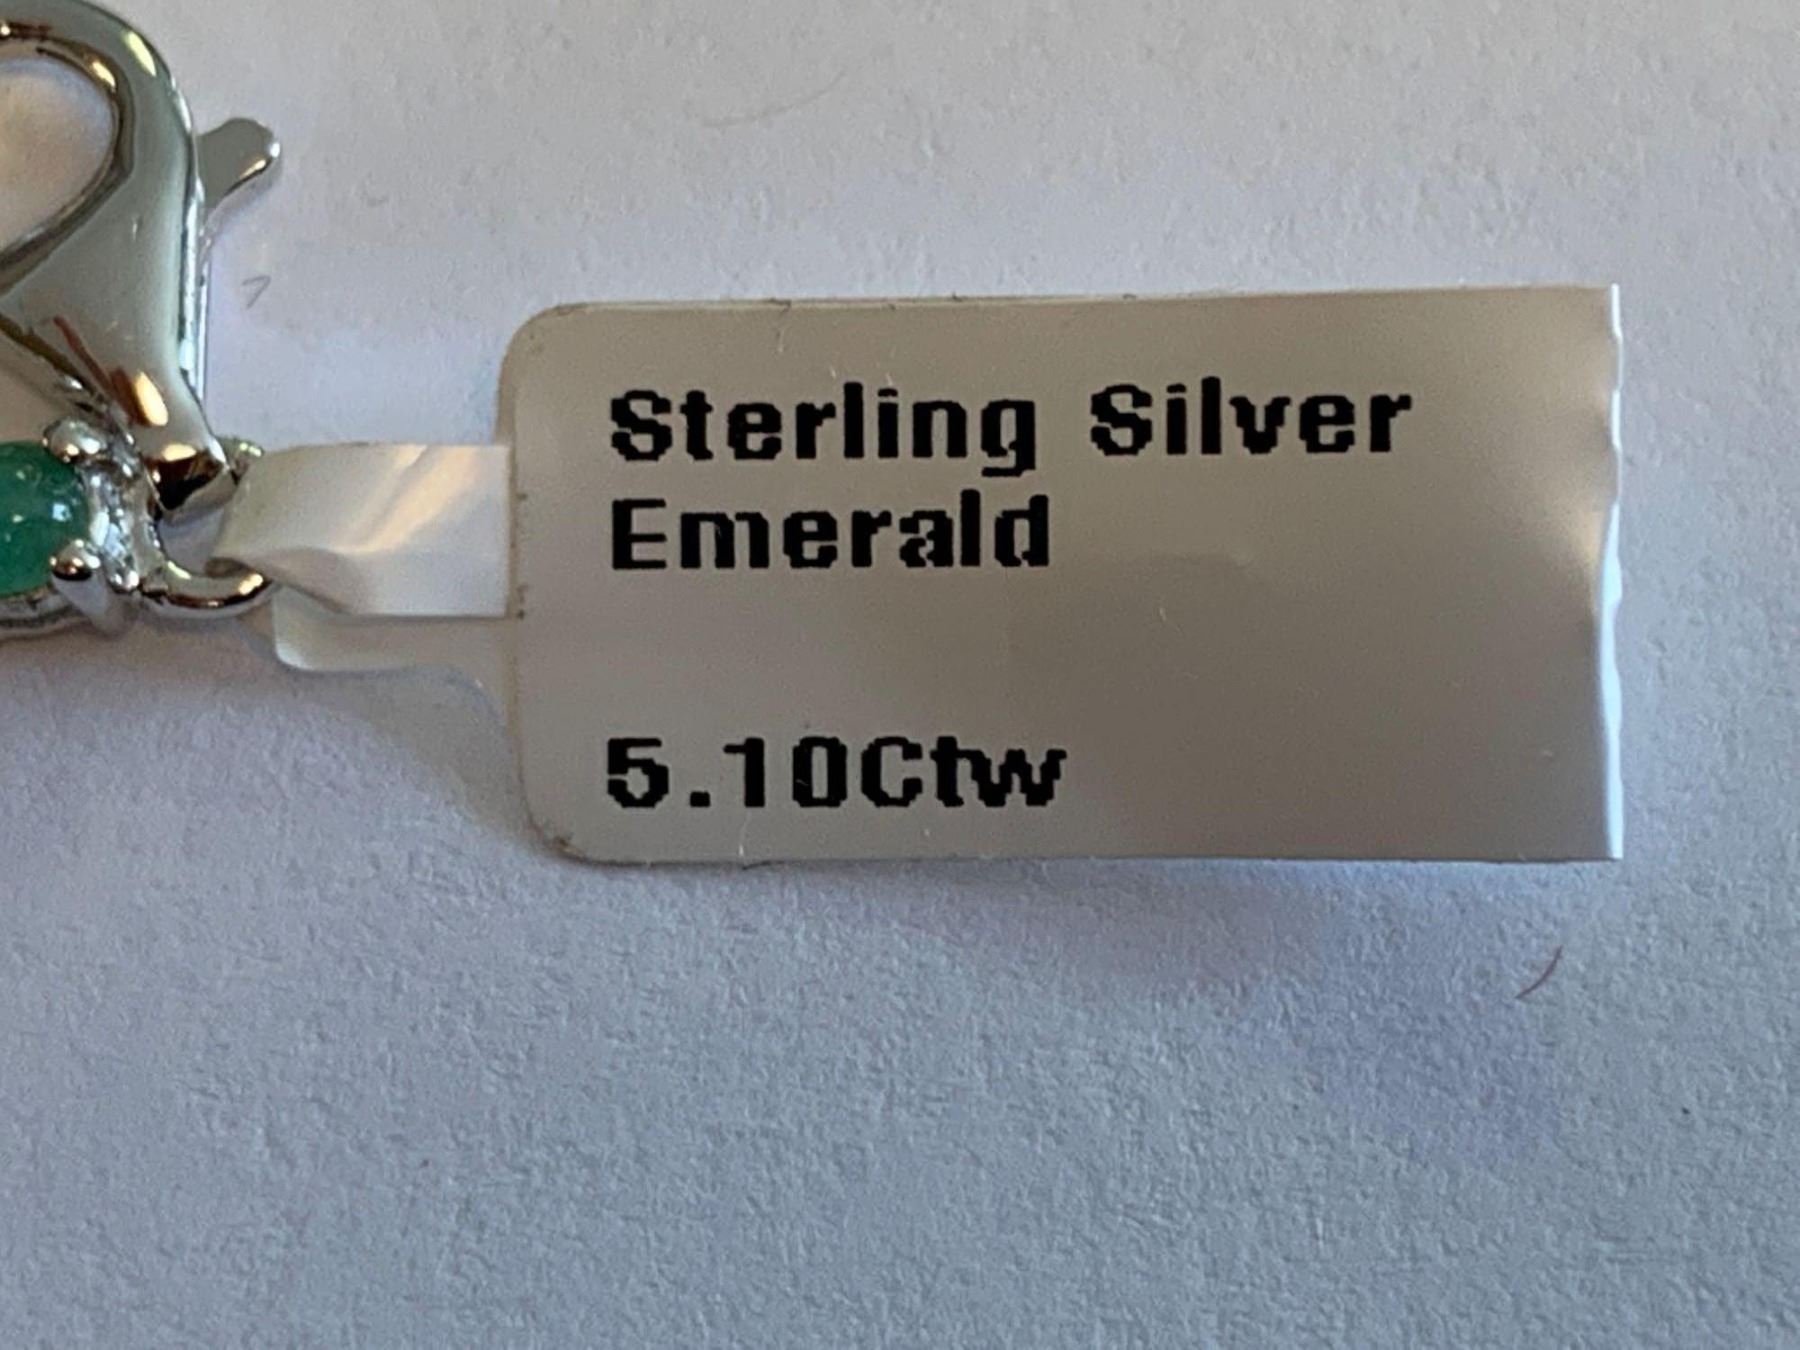 Sterling Silver
Emerald
5.10Ctw